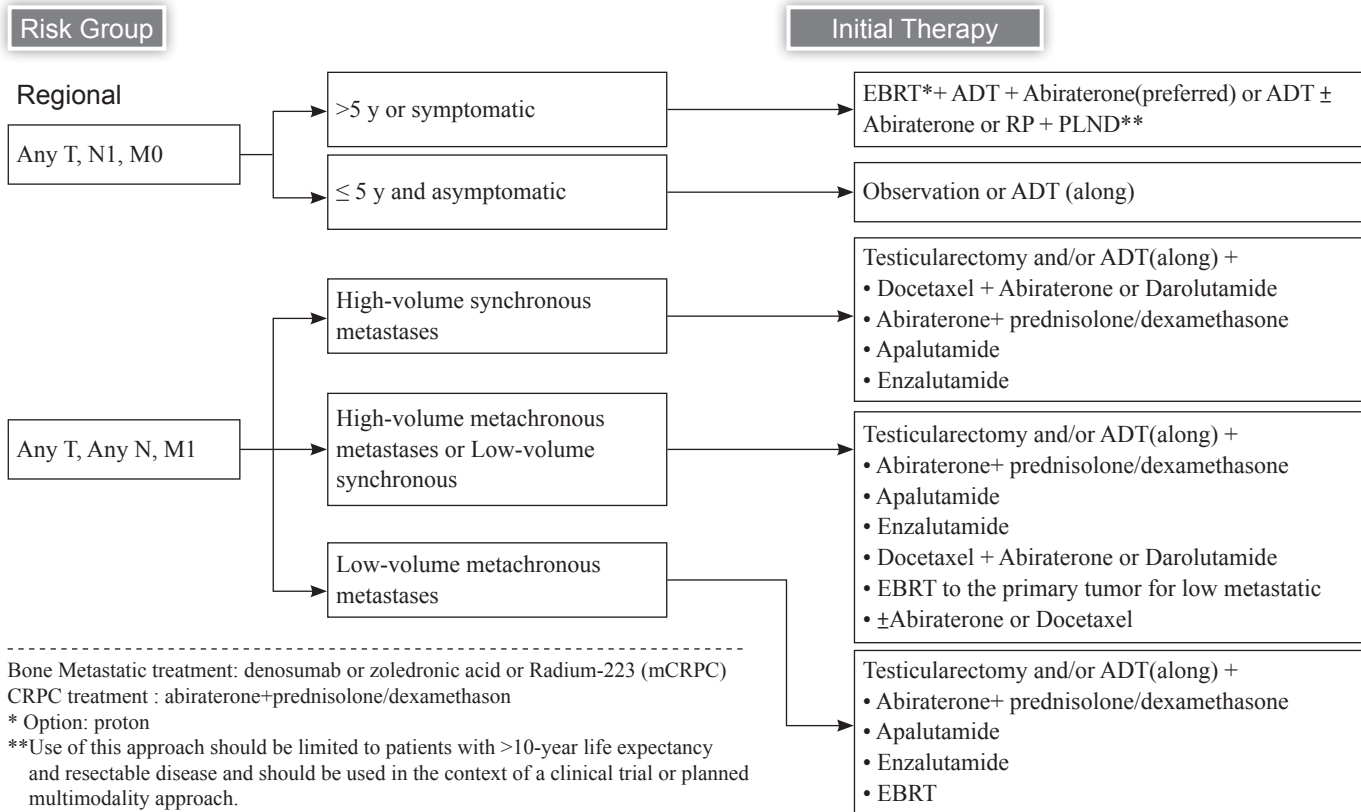 Risk Group
Initial Therapy
Regional
Any T, N1, M0
>5 y or symptomatic
EBRT*+ ADT + Abiraterone(preferred) or ADT ±
Abiraterone or RP + PLND**
≤ 5 y and asymptomatic
Observation or ADT (along)
Any T, Any N, M1
High-volume synchronous
metastases
Testicularectomy and/or ADT(along) +
• Docetaxel + Abiraterone or Darolutamide
• Abiraterone+ prednisolone/dexamethasone
• Apalutamide
• Enzalutamide
High-volume metachronous
metastases or Low-volume
synchronous
Testicularectomy and/or ADT(along) +
• Abiraterone+ prednisolone/dexamethasone
• Apalutamide
• Enzalutamide
• Docetaxel + Abiraterone or Darolutamide
• EBRT to the primary tumor for low metastatic
• ±Abiraterone or Docetaxel
Low-volume metachronous
metastases
Testicularectomy and/or ADT(along) +
• Abiraterone+ prednisolone/dexamethasone
• Apalutamide
• Enzalutamide
• EBRT
Bone Metastatic treatment: denosumab or zoledronic acid or Radium-223 (mCRPC)
CRPC treatment : abiraterone+prednisolone/dexamethason
* Option: proton
**Use of this approach should be limited to patients with >10-year life expectancy
and resectable disease and should be used in the context of a clinical trial or planned
multimodality approach.